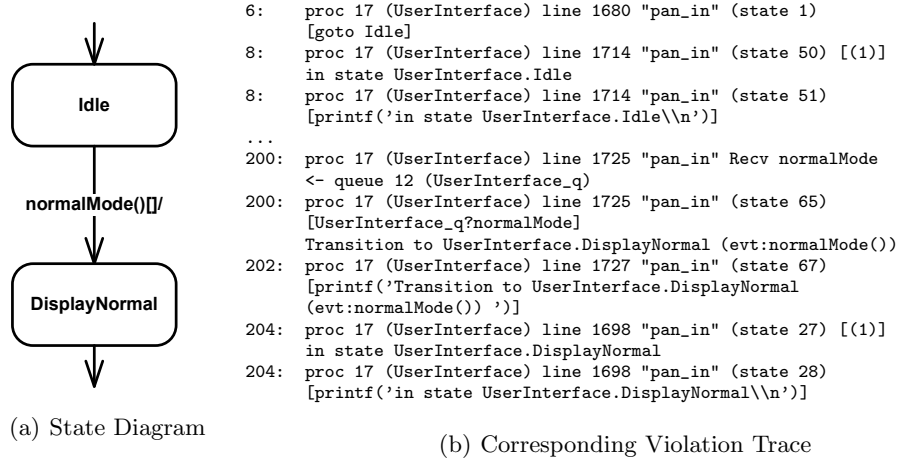 Idle
normalMode()[]/
DisplayNormal
(a) State Diagram
6: proc 17 (UserInterface) line 1680 "pan_in" (state 1)
[goto Idle]
8: proc 17 (UserInterface) line 1714 "pan_in" (state 50) [(1)]
in state UserInterface.Idle
8: proc 17 (UserInterface) line 1714 "pan_in" (state 51)
[printf('in state UserInterface.Idle\\n')]
...
200: proc 17 (UserInterface) line 1725 "pan_in" Recv normalMode
<- queue 12 (UserInterface_q)
200: proc 17 (UserInterface) line 1725 "pan_in" (state 65)
[UserInterface_q?normalMode]
Transition to UserInterface.DisplayNormal (evt:normalMode())
202: proc 17 (UserInterface) line 1727 "pan_in" (state 67)
[printf('Transition to UserInterface.DisplayNormal
(evt:normalMode()) ')]
204: proc 17 (UserInterface) line 1698 "pan_in" (state 27) [(1)]
in state UserInterface.DisplayNormal
204: proc 17 (UserInterface) line 1698 "pan_in" (state 28)
[printf('in state UserInterface.DisplayNormal\\n')]
(b) Corresponding Violation Trace